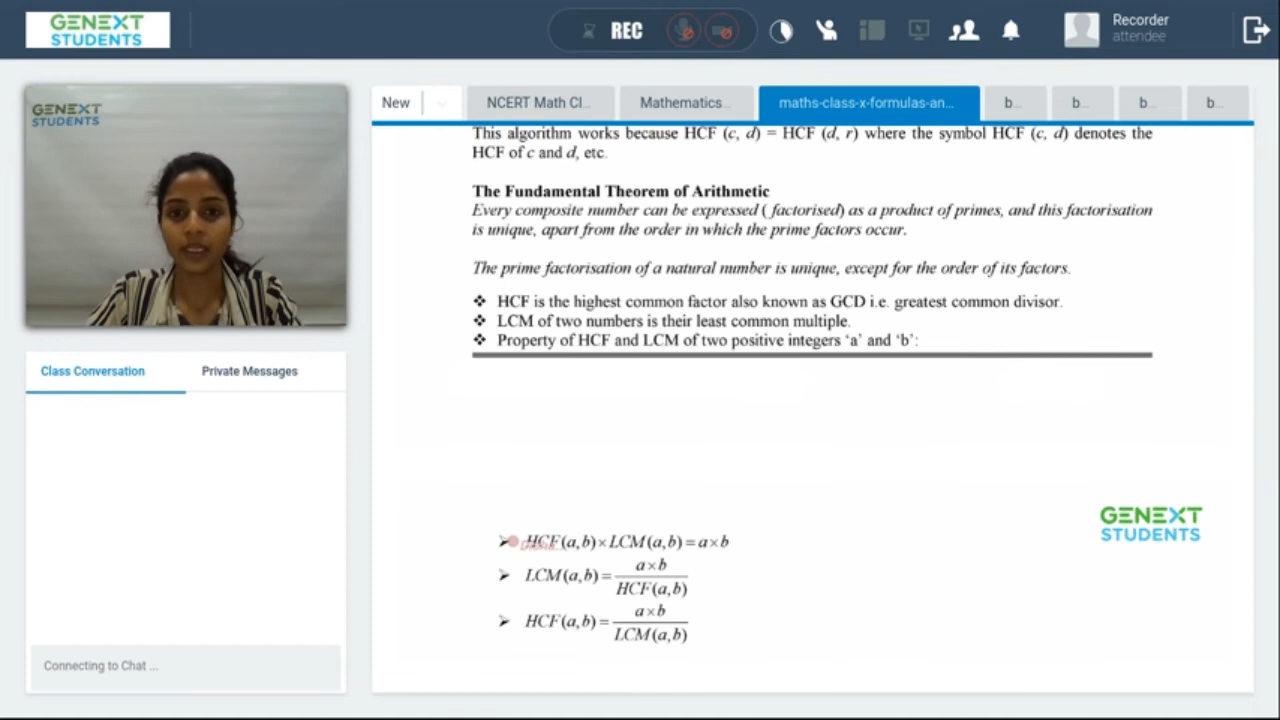 GENEXT
STUDENTS
REC
Recorder
attendee
GENEXT
STUDENTS
New
NCERT Math Cl...
Mathematics...
maths-class-x-formulas-an...
b...
b...
b...
b...
This algorithm works because HCF (c, d) = HCF (d, r) where the symbol HCF (c, d) denotes the
HCF of c and d, etc.
The Fundamental Theorem of Arithmetic
Every composite number can be expressed ( factorised) as a product of primes, and this factorisation
is unique, apart from the order in which the prime factors occur.
The prime factorisation of a natural number is unique, except for the order of its factors.
❖ HCF is the highest common factor also known as GCD i.e. greatest common divisor.
❖ LCM of two numbers is their least common multiple.
❖ Property of HCF and LCM of two positive integers ‘a’ and ‘b’:
Class Conversation
Private Messages
Connecting to Chat ...
GENEXT
STUDENTS
➢ HCF(a,b)×LCM(a,b)=a×b
➢ LCM(a,b)= a×b / HCF(a,b)
➢ HCF(a,b)= a×b / LCM(a,b)